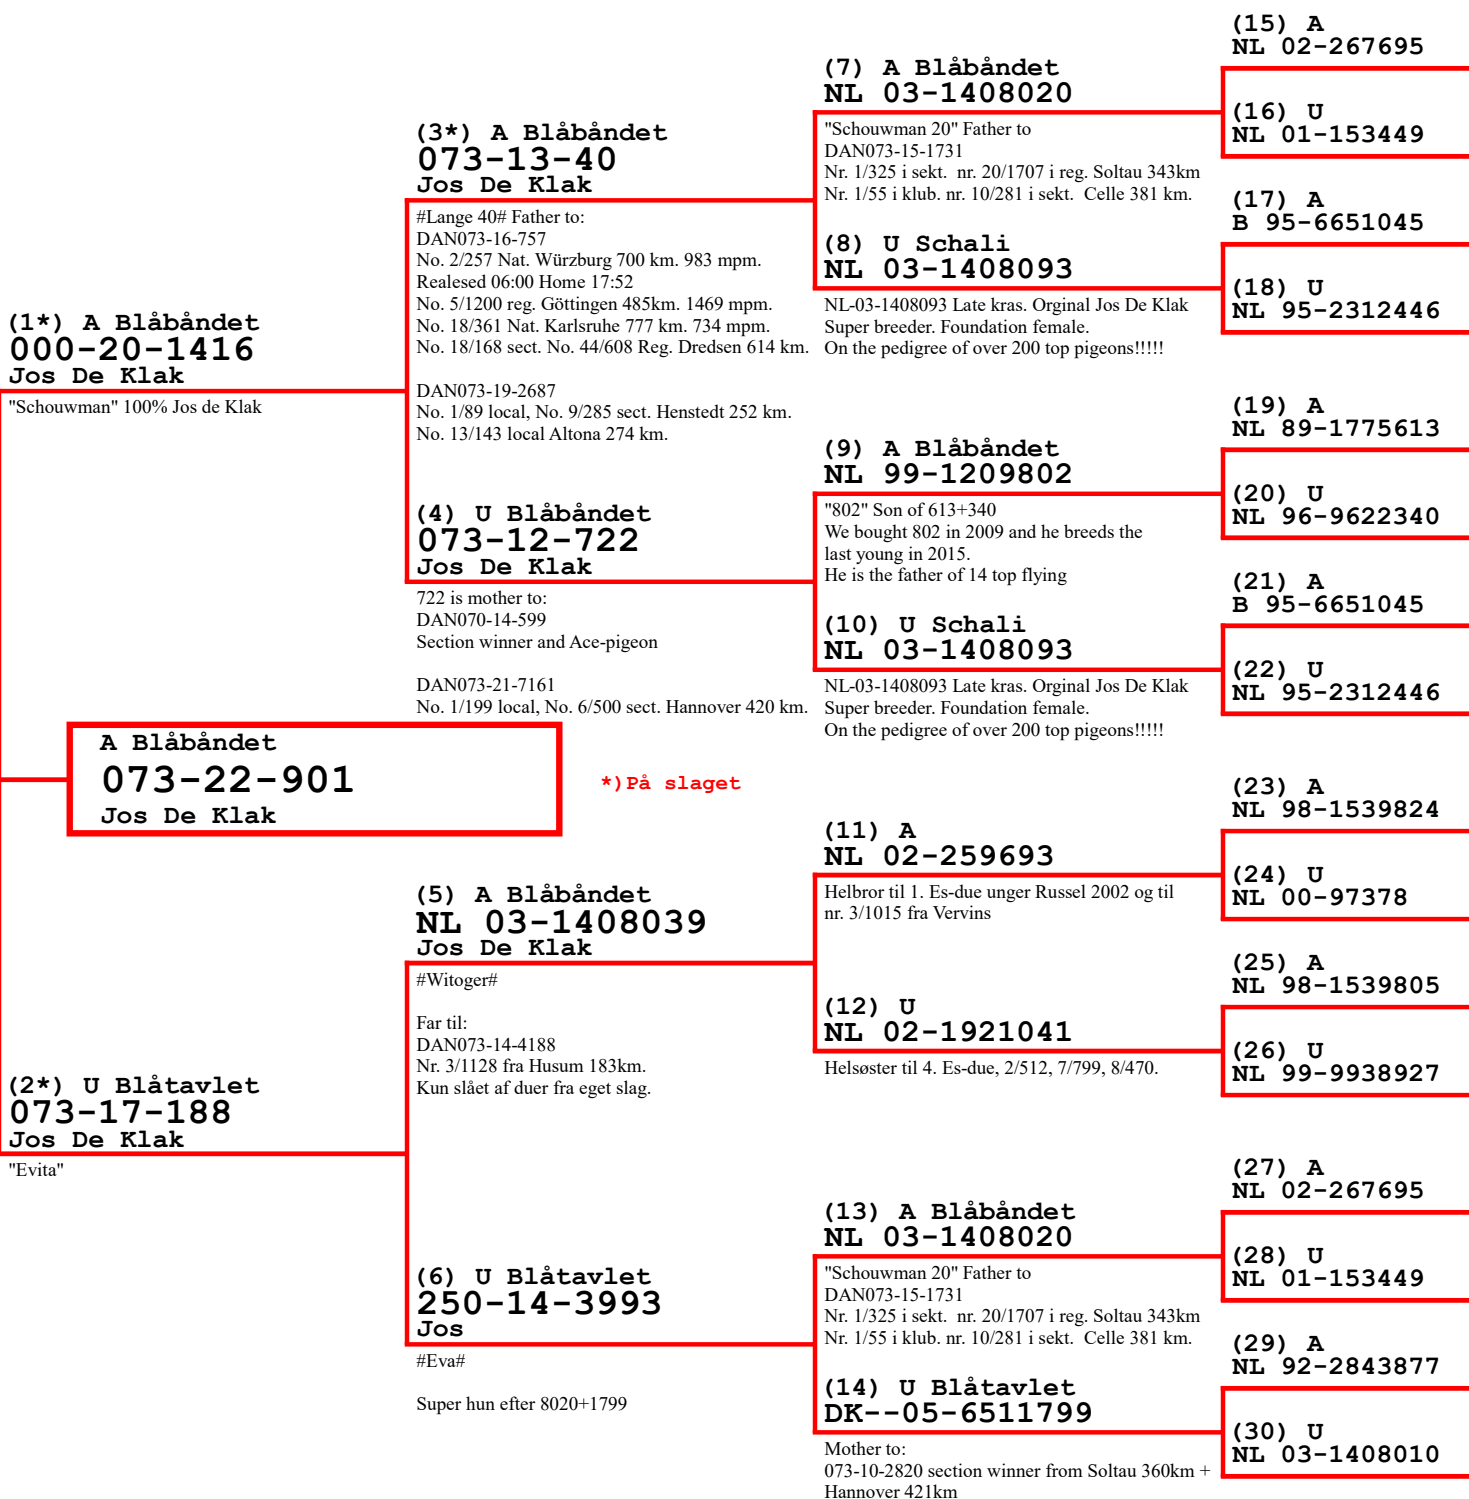 (1*) A Blåbåndet
000-20-1416
Jos De Klak
"Schouwman" 100% Jos de Klak
A Blåbåndet
073-22-901
Jos De Klak
*)På slaget
(2*) U Blåtavlet
073-17-188
Jos De Klak
"Evita"
(3*) A Blåbåndet
073-13-40
Jos De Klak
#Lange 40# Father to:
DAN073-16-757
No. 2/257 Nat. Würzburg 700 km. 983 mpm.
Realesed 06:00 Home 17:52
No. 5/1200 reg. Göttingen 485km. 1469 mpm.
No. 18/361 Nat. Karlsruhe 777 km. 734 mpm.
No. 18/168 sect. No. 44/608 Reg. Dredsen 614 km.
DAN073-19-2687
No. 1/89 local, No. 9/285 sect. Henstedt 252 km.
No. 13/143 local Altona 274 km.
(4) U Blåbåndet
073-12-722
Jos De Klak
722 is mother to:
DAN070-14-599
Section winner and Ace-pigeon
DAN073-21-7161
No. 1/199 local, No. 6/500 sect. Hannover 420 km.
(5) A Blåbåndet
NL 03-1408039
Jos De Klak
#Witoger#
Far til:
DAN073-14-4188
Nr. 3/1128 fra Husum 183km.
Kun slået af duer fra eget slag.
(6) U Blåtavlet
250-14-3993
Jos
#Eva#
Super hun efter 8020+1799
(7) A Blåbåndet
NL 03-1408020
"Schouwman 20" Father to
DAN073-15-1731
Nr. 1/325 i sekt. nr. 20/1707 i reg. Soltau 343km
Nr. 1/55 i klub. nr. 10/281 i sekt. Celle 381 km.
(8) U Schali
NL 03-1408093
NL-03-1408093 Late kras. Orginal Jos De Klak
Super breeder. Foundation female.
On the pedigree of over 200 top pigeons!!!!!
(9) A Blåbåndet
NL 99-1209802
"802" Son of 613+340
We bought 802 in 2009 and he breeds the
last young in 2015.
He is the father of 14 top flying
(10) U Schali
NL 03-1408093
NL-03-1408093 Late kras. Orginal Jos De Klak
Super breeder. Foundation female.
On the pedigree of over 200 top pigeons!!!!!
(11) A
NL 02-259693
Helbror til 1. Es-due unger Russel 2002 og til
nr. 3/1015 fra Vervins
(12) U
NL 02-1921041
Helsøster til 4. Es-due, 2/512, 7/799, 8/470.
(13) A Blåbåndet
NL 03-1408020
"Schouwman 20" Father to
DAN073-15-1731
Nr. 1/325 i sekt. nr. 20/1707 i reg. Soltau 343km
Nr. 1/55 i klub. nr. 10/281 i sekt. Celle 381 km.
(14) U Blåtavlet
DK--05-6511799
Mother to:
073-10-2820 section winner from Soltau 360km +
Hannover 421km
(15) A
NL 02-267695
(16) U
NL 01-153449
(17) A
B 95-6651045
(18) U
NL 95-2312446
(19) A
NL 89-1775613
(20) U
NL 96-9622340
(21) A
B 95-6651045
(22) U
NL 95-2312446
(23) A
NL 98-1539824
(24) U
NL 00-97378
(25) A
NL 98-1539805
(26) U
NL 99-9938927
(27) A
NL 02-267695
(28) U
NL 01-153449
(29) A
NL 92-2843877
(30) U
NL 03-1408010